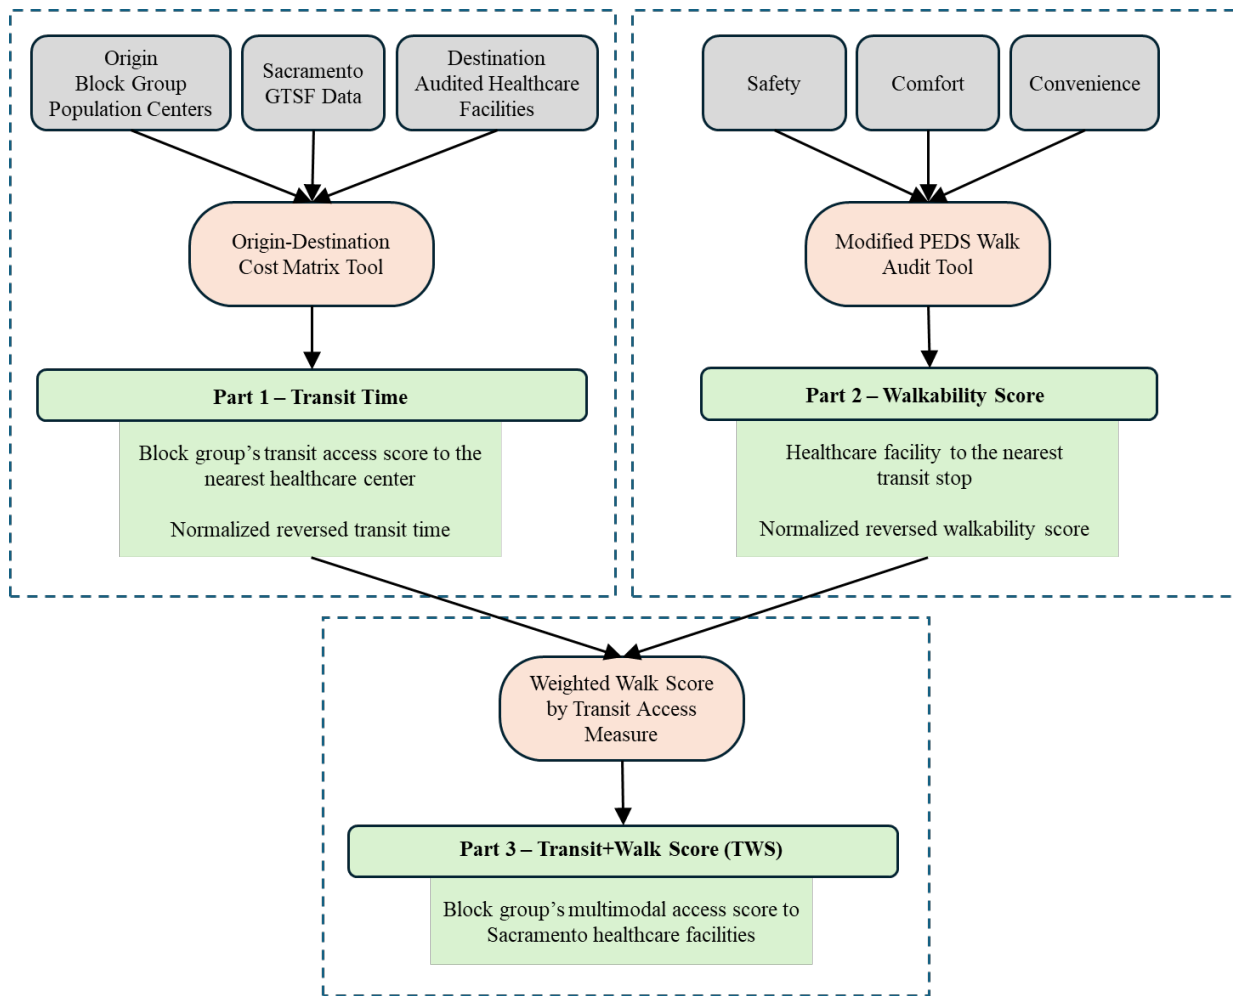 Origin
Block Group
Population Centers
Sacramento
GTSF Data
Destination
Audited Healthcare
Facilities
Origin-Destination
Cost Matrix Tool
Part 1 – Transit Time
Block group's transit access score to the
nearest healthcare center
Normalized reversed transit time
Safety
Comfort
Convenience
Modified PEDS Walk
Audit Tool
Part 2 – Walkability Score
Healthcare facility to the nearest
transit stop
Normalized reversed walkability score
Weighted Walk Score
by Transit Access
Measure
Part 3 – Transit+Walk Score (TWS)
Block group's multimodal access score to
Sacramento healthcare facilities